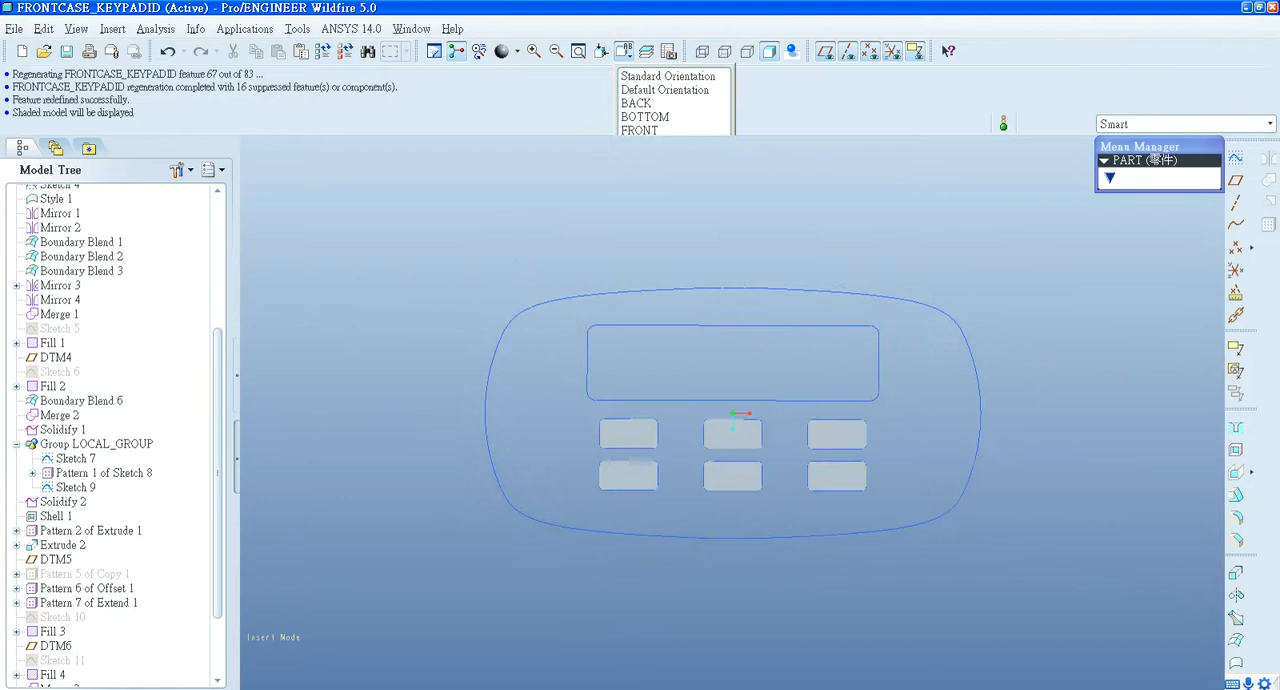 FRONTCASE_KEYPADID (Active) - Pro/ENGINEER Wildfire 5.0
File Edit View Insert Analysis Info Applications Tools ANSYS 14.0 Window Help
Regenerating FRONTCASE_KEYPADID feature 67 out of 83 ...
FRONTCASE_KEYPADID regeneration completed with 16 suppressed feature(s) or component(s).
Feature redefined successfully.
Shaded model will be displayed
Standard Orientation
Default Orientation
BACK
BOTTOM
FRONT
Smart
Menu Manager
PART (零件)
Model Tree
Sketch 4
Style 1
Mirror 1
Mirror 2
Boundary Blend 1
Boundary Blend 2
Boundary Blend 3
Mirror 3
Mirror 4
Merge 1
Sketch 5
Fill 1
DTM4
Sketch 6
Fill 2
Boundary Blend 6
Merge 2
Solidify 1
Group LOCAL_GROUP
Sketch 7
Pattern 1 of Sketch 8
Sketch 9
Solidify 2
Shell 1
Pattern 2 of Extrude 1
Extrude 2
DTM5
Pattern 5 of Copy 1
Pattern 6 of Offset 1
Pattern 7 of Extend 1
Sketch 10
Fill 3
DTM6
Sketch 11
Fill 4
Insert Mode